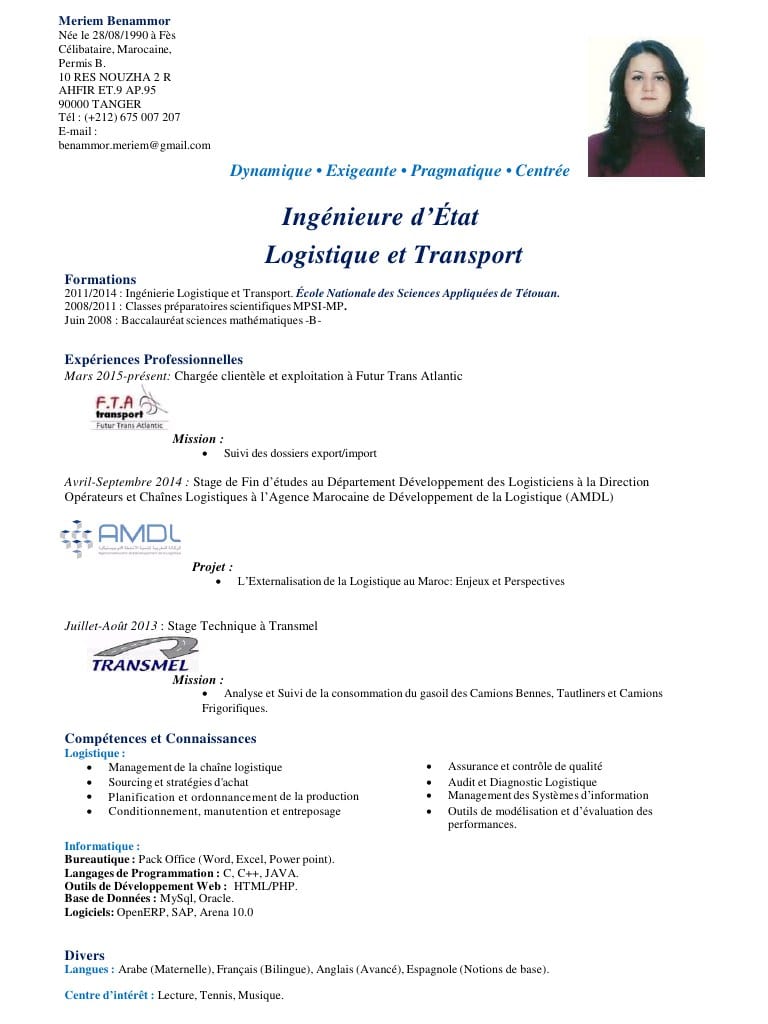 Meriem Benammor
Née le 28/08/1990 à Fès
Célibataire, Marocaine,
Permis B.
10 RES NOUZHA 2 R
AHFIR ET.9 AP.95
90000 TANGER
Tél : (+212) 675 007 207
E-mail :
benammor.meriem@gmail.com
Dynamique • Exigeante • Pragmatique • Centrée
Ingénieure d’État
Logistique et Transport
Formations
2011/2014 : Ingénierie Logistique et Transport. École Nationale des Sciences Appliquées de Tétouan.
2008/2011 : Classes préparatoires scientifiques MPSI-MP.
Juin 2008 : Baccalauréat sciences mathématiques -B-
Expériences Professionnelles
Mars 2015-présent: Chargée clientèle et exploitation à Futur Trans Atlantic
F.T.A
transport
Futur Trans Atlantic
Mission :
• Suivi des dossiers export/import
Avril-Septembre 2014 : Stage de Fin d’études au Département Développement des Logisticiens à la Direction
Opérateurs et Chaînes Logistiques à l’Agence Marocaine de Développement de la Logistique (AMDL)
AMDL
Projet :
• L’Externalisation de la Logistique au Maroc: Enjeux et Perspectives
Juillet-Août 2013 : Stage Technique à Transmel
TRANSMEL
Mission :
• Analyse et Suivi de la consommation du gasoil des Camions Bennes, Tautliners et Camions
Frigorifiques.
Compétences et Connaissances
Logistique :
• Management de la chaîne logistique
• Sourcing et stratégies d'achat
• Planification et ordonnancement de la production
• Conditionnement, manutention et entreposage
• Assurance et contrôle de qualité
• Audit et Diagnostic Logistique
• Management des Systèmes d’information
• Outils de modélisation et d’évaluation des
performances.
Informatique :
Bureautique : Pack Office (Word, Excel, Power point).
Langages de Programmation : C, C++, JAVA.
Outils de Développement Web : HTML/PHP.
Base de Données : MySql, Oracle.
Logiciels: OpenERP, SAP, Arena 10.0
Divers
Langues : Arabe (Maternelle), Français (Bilingue), Anglais (Avancé), Espagnole (Notions de base).
Centre d’intérêt : Lecture, Tennis, Musique.